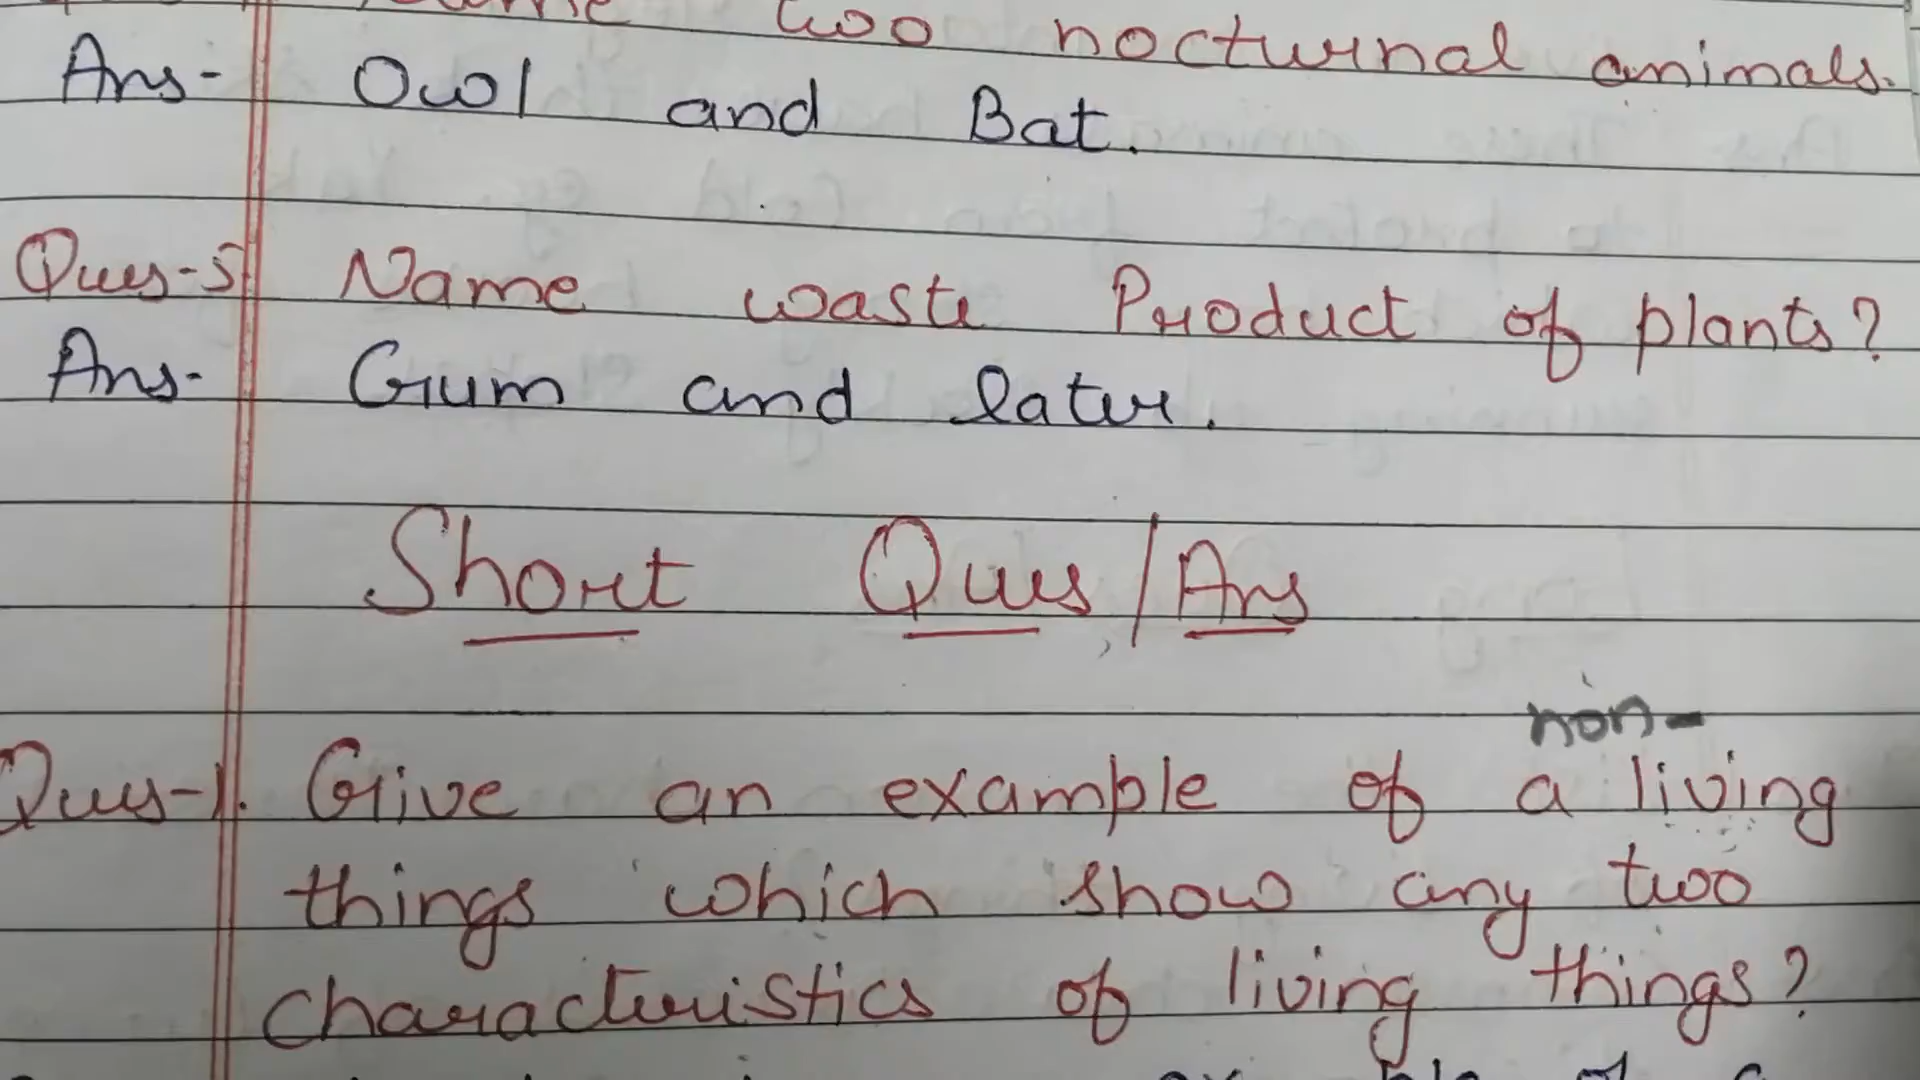 two nocturnal animals.
Ans- Owl and Bat.
Ques-5 Name waste Product of plants?
Ans- Gum and later.
Short Ques/Ans
non-
Ques-1. Give an example of a living
things which show any two
characteristics of living things?